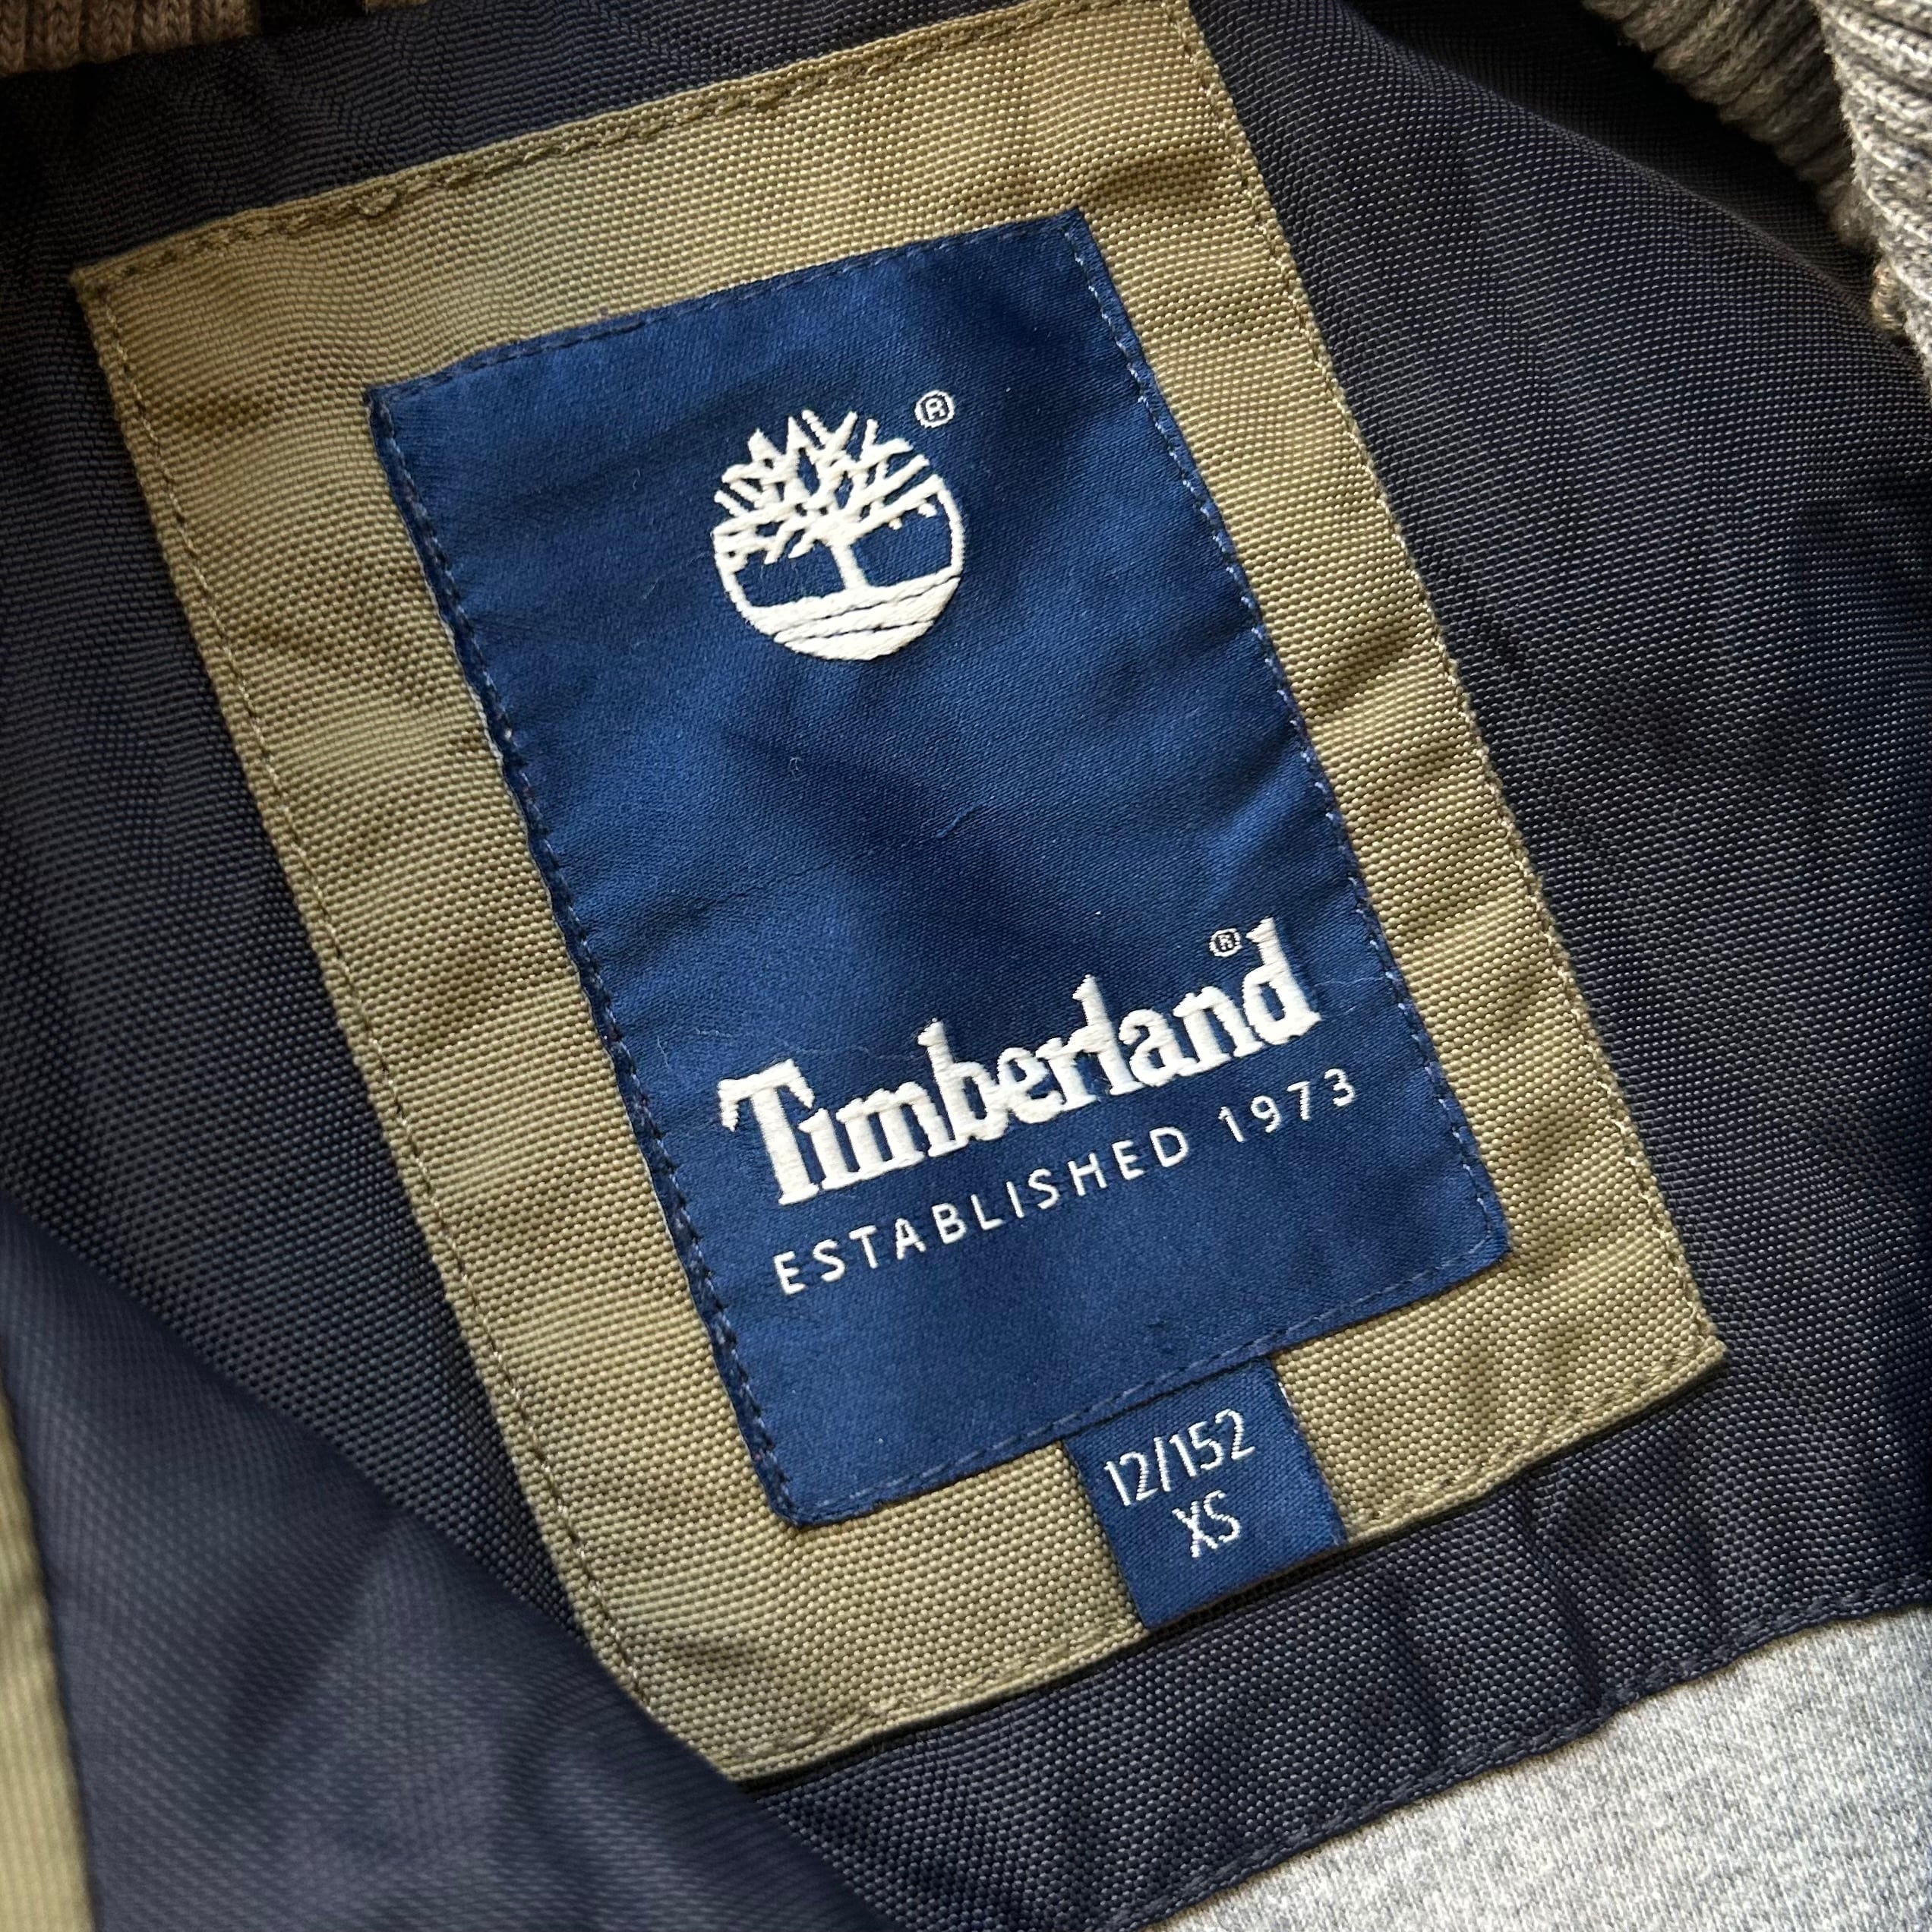 ®
Timberland®
ESTABLISHED 1973
12/152
XS